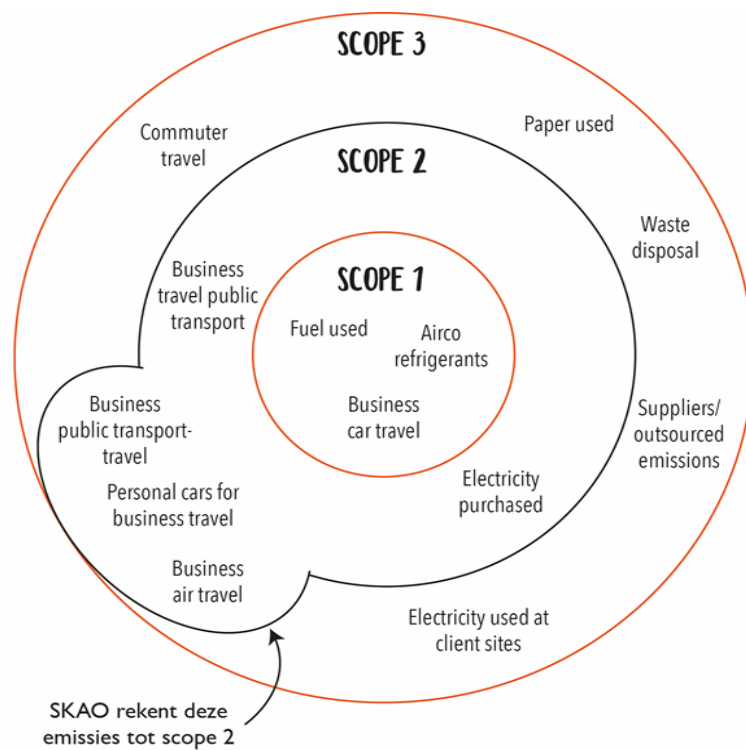 SCOPE 3
Commuter
travel
Paper used
SCOPE 2
Waste
disposal
Business
travel public
transport
SCOPE 1
Fuel used
Airco
refrigerants
Business
car travel
Business
public transport-
travel
Suppliers/
outsourced
emissions
Electricity
purchased
Personal cars for
business travel
Business
air travel
Electricity used at
client sites
SKAO rekent deze
emissies tot scope 2